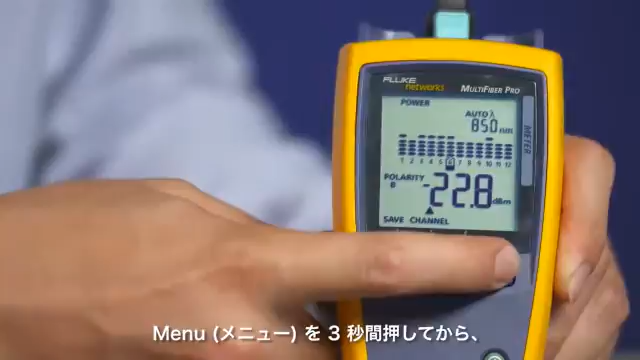 FLUKE
networks
MULTIFIBER PRO
METER
POWER
AUTO λ
850 nm
1 2 3 4 5 6 7 8 9 10 11 12
POLARITY
B
-22.8 dBm
SAVE CHANNEL
Menu (メニュー) を 3 秒間押してから、